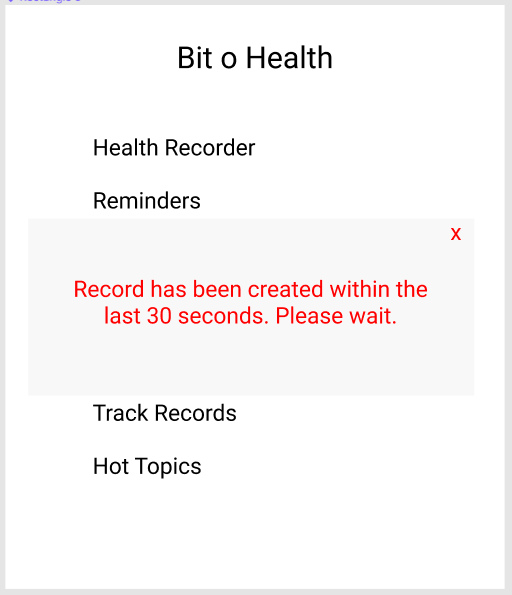 Bit o Health
Health Recorder
Reminders
x
Record has been created within the
last 30 seconds. Please wait.
Track Records
Hot Topics